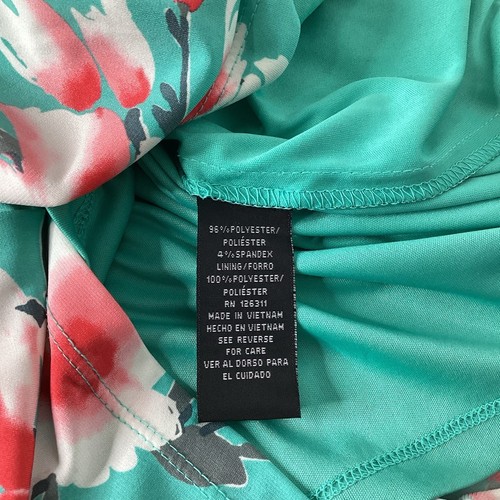 96%POLYESTER/
POLIÉSTER
4%SPANDEX
LINING/FORRO
100%POLYESTER/
POLIÉSTER
RN 126311
MADE IN VIETNAM
HECHO EN VIETNAM
SEE REVERSE
FOR CARE
VER AL DORSO PARA
EL CUIDADO